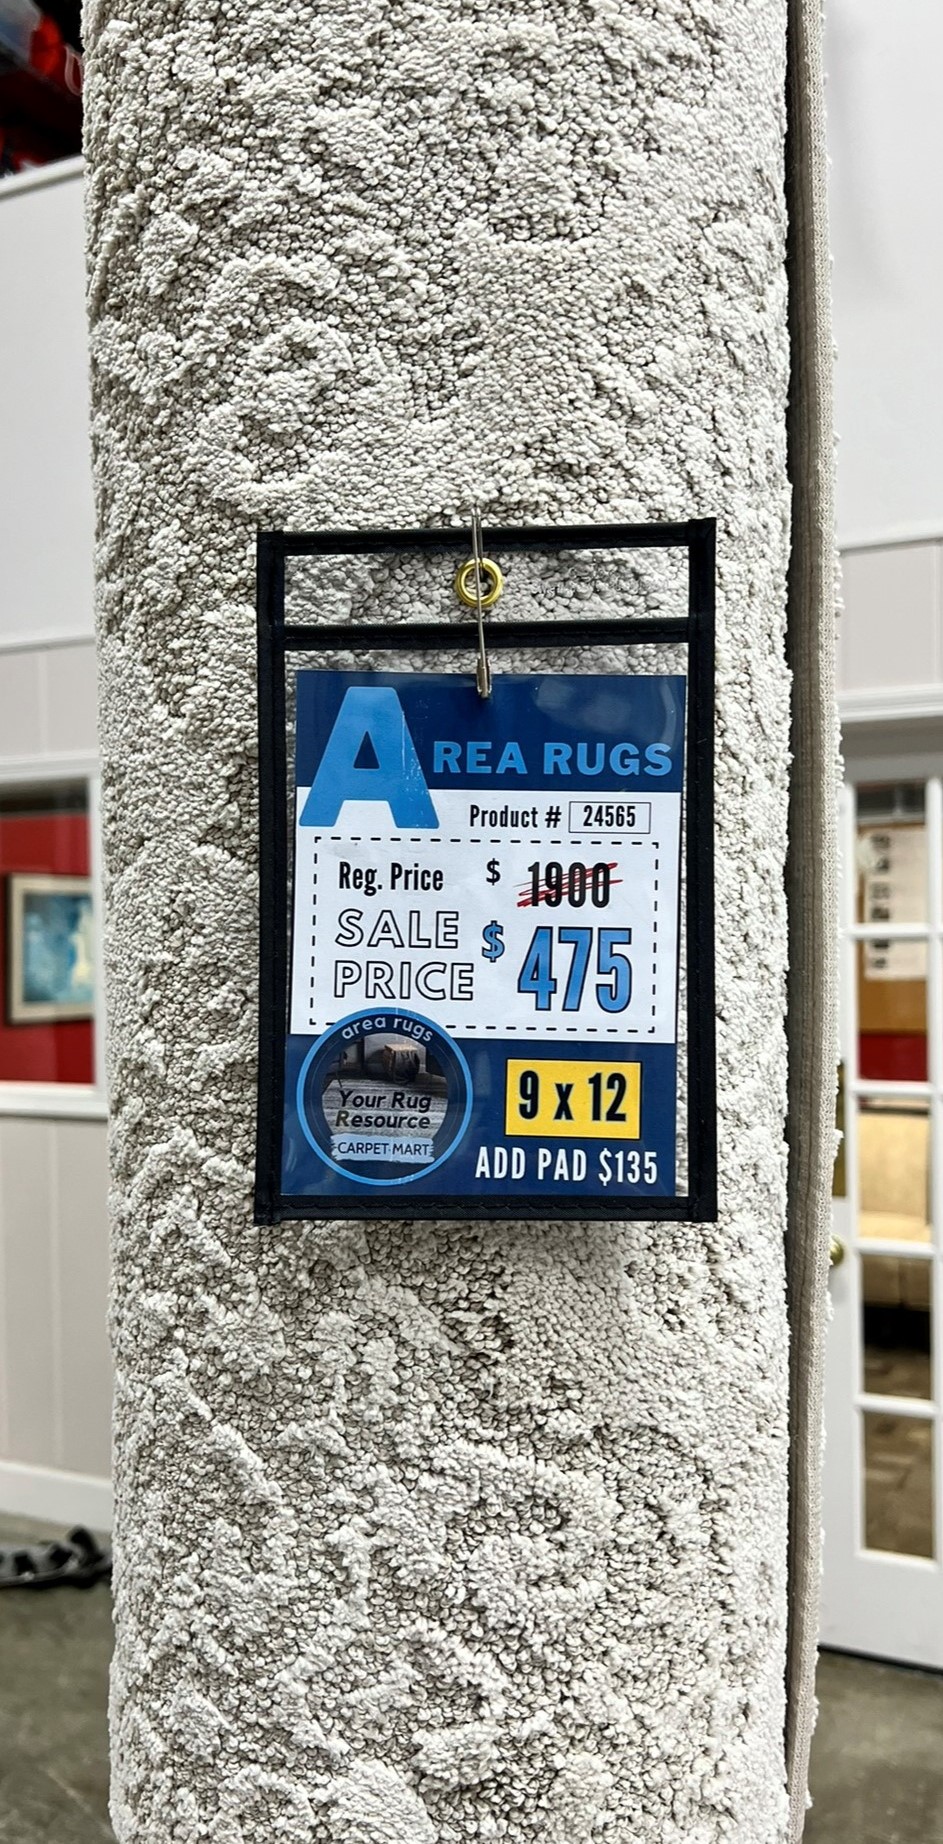 AREA RUGS
Product # 24565
Reg. Price $ 1900
SALE PRICE $ 475
area rugs
Your Rug
Resource
CARPET MART
9 x 12
ADD PAD $135